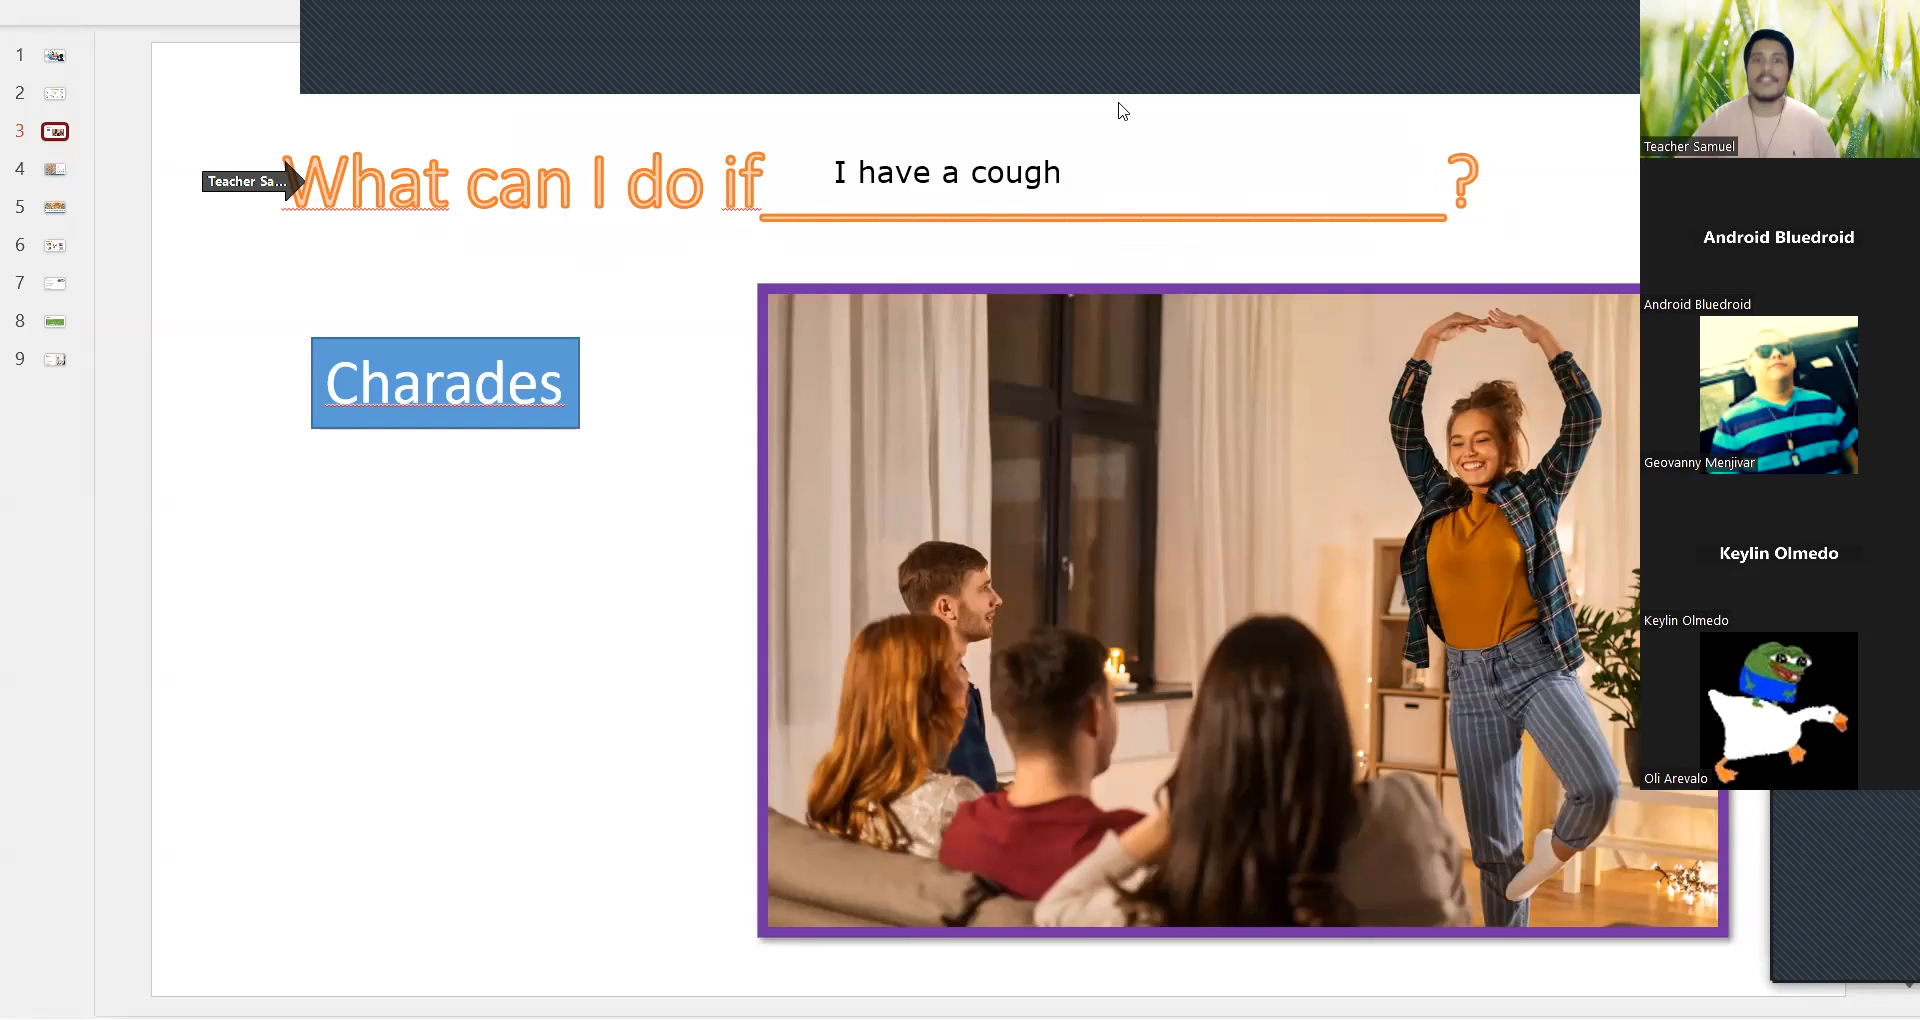 1
2
3
4
5
6
7
8
9
Teacher Sa...
What can I do if I have a cough ?
Charades
Teacher Samuel
Android Bluedroid
Android Bluedroid
Geovanny Menjivar
Keylin Olmedo
Keylin Olmedo
Oli Arevalo